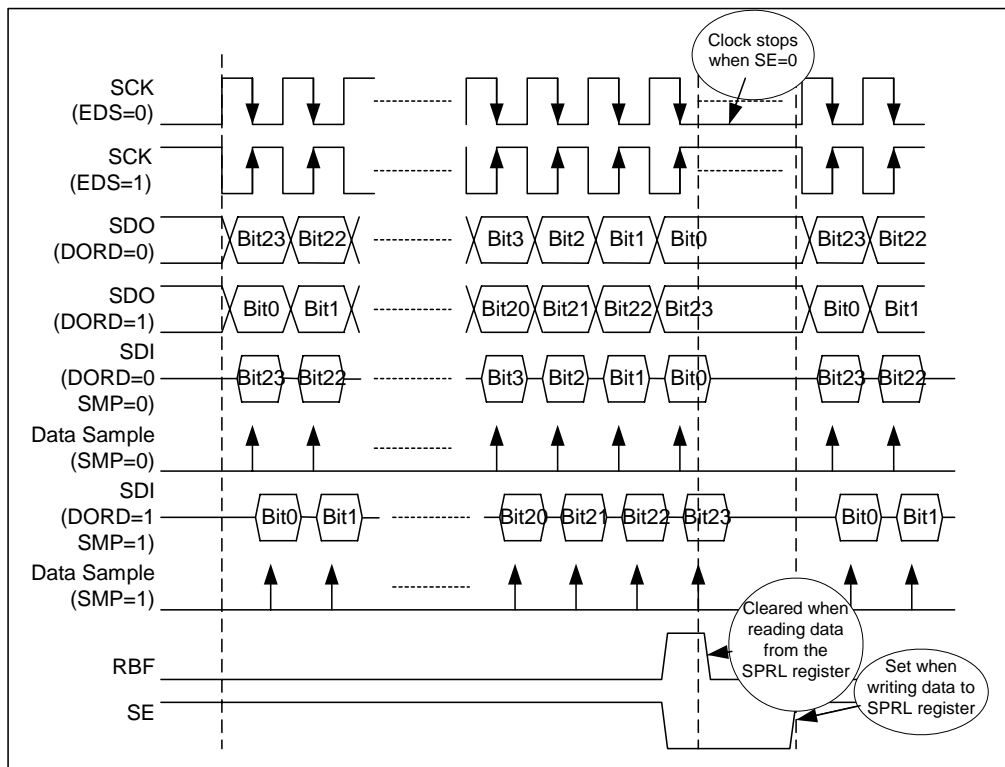 Clock stops
when SE=0
SCK
(EDS=0)
SCK
(EDS=1)
SDO
(DORD=0)
Bit23 Bit22 Bit3 Bit2 Bit1 Bit0 Bit23 Bit22
SDO
(DORD=1)
Bit0 Bit1 Bit20 Bit21 Bit22 Bit23 Bit0 Bit1
SDI
(DORD=0
SMP=0)
Bit23 Bit22 Bit3 Bit2 Bit1 Bit0 Bit23 Bit22
Data Sample
(SMP=0)
SDI
(DORD=1
SMP=1)
Bit0 Bit1 Bit20 Bit21 Bit22 Bit23 Bit0 Bit1
Data Sample
(SMP=1)
Cleared when
reading data
from the
SPRL register
RBF
Set when
writing data to
SPRL register
SE